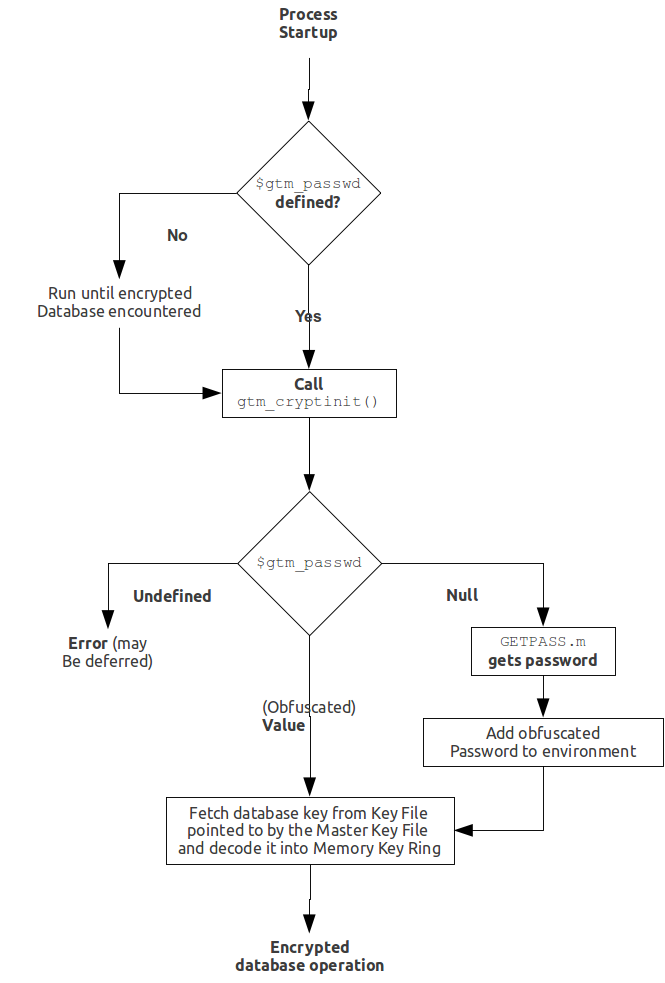 Process
Startup
$gtm_passwd
defined?
No
Run until encrypted
Database encountered
Yes
Call
gtm_cryptinit()
$gtm_passwd
Undefined
Null
Error (may
Be deferred)
GETPASS.m
gets password
(Obfuscated)
Value
Add obfuscated
Password to environment
Fetch database key from Key File
pointed to by the Master Key File
and decode it into Memory Key Ring
Encrypted
database operation